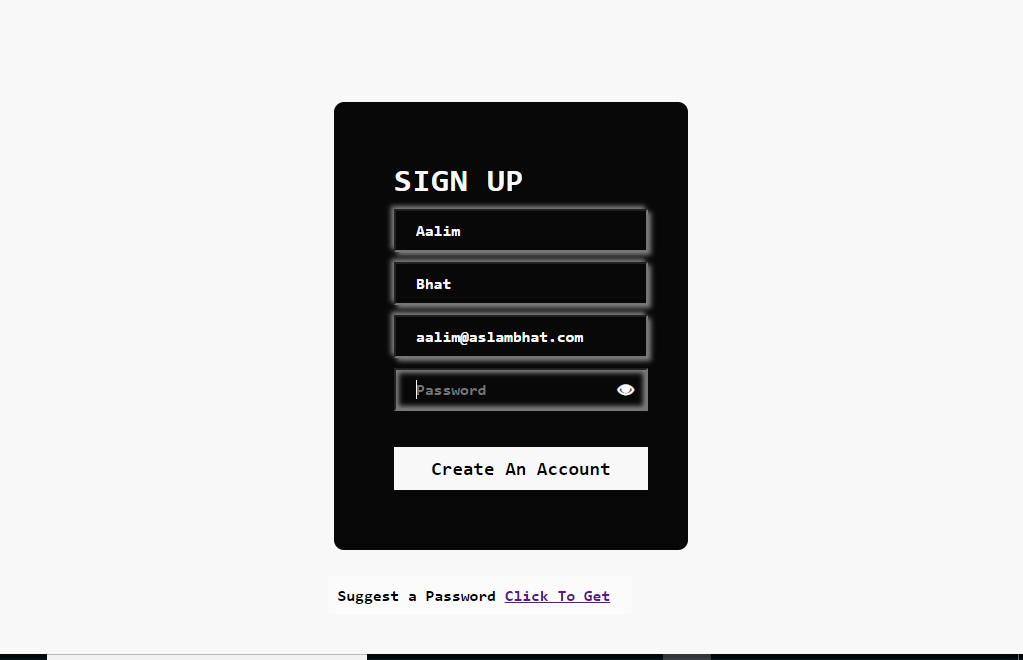 SIGN UP
Aalim
Bhat
aalim@aslambhat.com
Password
Create An Account
Suggest a Password Click To Get